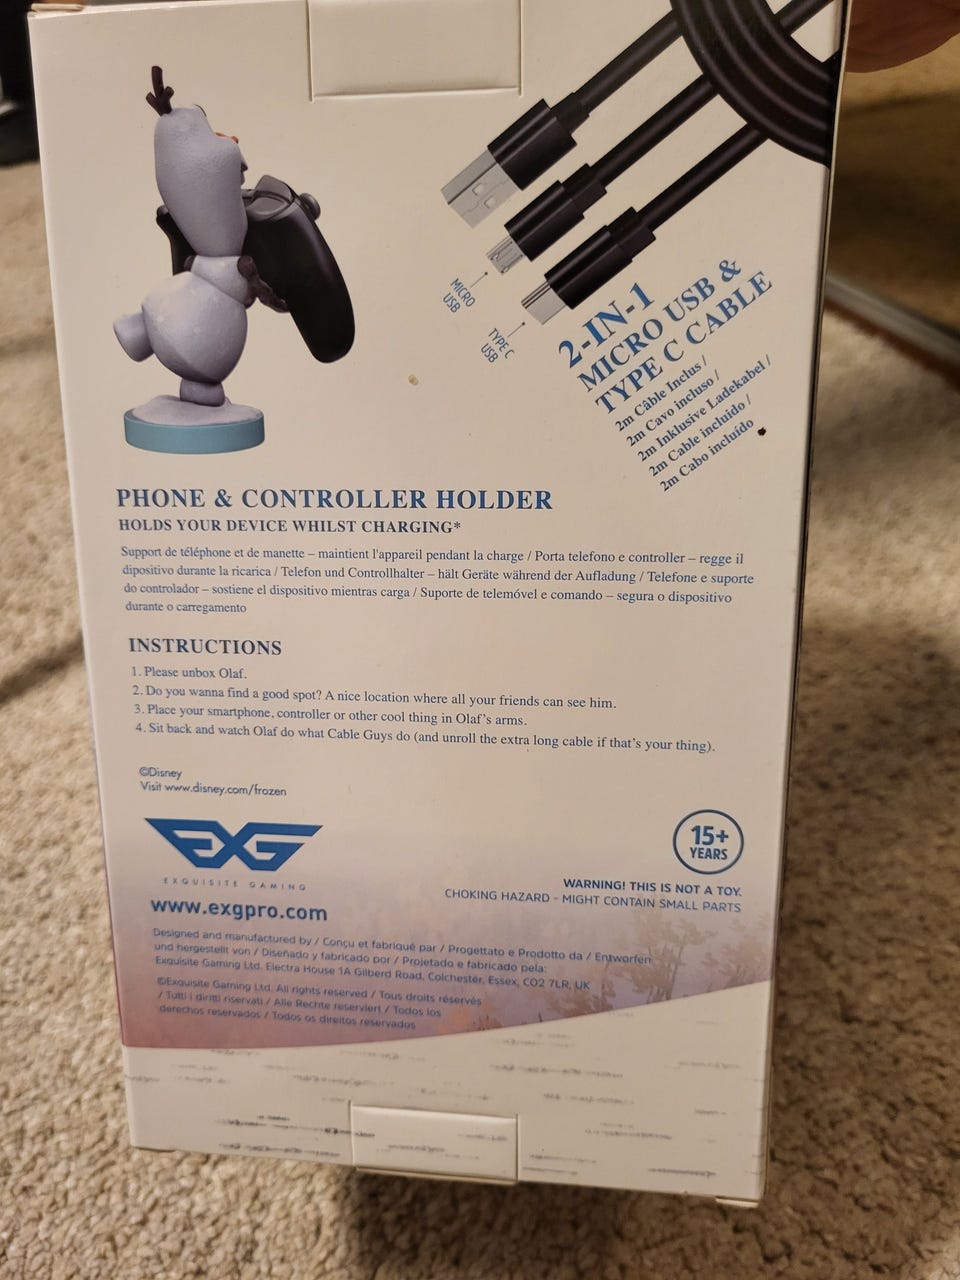 MICRO
USB
TYPE C
USB
2-IN-1
MICRO USB &
TYPE C CABLE
2m Câble Inclus /
2m Cavo incluso /
2m Inklusive Ladekabel /
2m Cable incluido /
2m Cabo incluído
PHONE & CONTROLLER HOLDER
HOLDS YOUR DEVICE WHILST CHARGING*
Support de téléphone et de manette – maintient l'appareil pendant la charge / Porta telefono e controller – regge il
dipositivo durante la ricarica / Telefon und Controllhalter – hält Geräte während der Aufladung / Telefone e suporte
do controlador – sostiene el dispositivo mientras carga / Suporte de telemóvel e comando – segura o dispositivo
durante o carregamento
INSTRUCTIONS
1. Please unbox Olaf.
2. Do you wanna find a good spot? A nice location where all your friends can see him.
3. Place your smartphone, controller or other cool thing in Olaf's arms.
4. Sit back and watch Olaf do what Cable Guys do (and unroll the extra long cable if that's your thing).
©Disney
Visit www.disney.com/frozen
EXG
EXQUISITE GAMING
www.exgpro.com
15+
YEARS
WARNING! THIS IS NOT A TOY.
CHOKING HAZARD - MIGHT CONTAIN SMALL PARTS
Designed and manufactured by / Conçu et fabriqué par / Progettato e Prodotto da / Entworfen
und hergestellt von / Diseñado y fabricado por / Projetado e fabricado pela:
Exquisite Gaming Ltd. Electra House 1A Gilberd Road, Colchester, Essex, CO2 7LR, UK
©Exquisite Gaming Ltd. All rights reserved / Tous droits réservés
/ Tutti i diritti riservati / Alle Rechte reserviert / Todos los
derechos reservados / Todos os direitos reservados